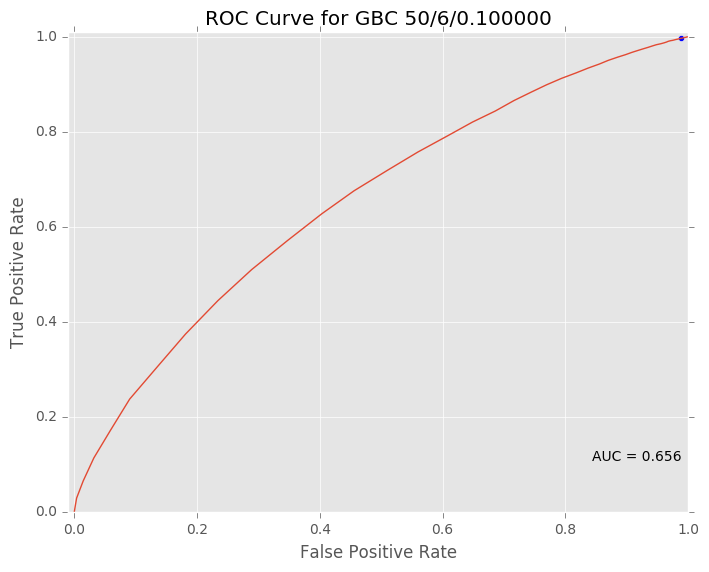 ROC Curve for GBC 50/6/0.100000
1.0
0.8
0.6
0.4
0.2
0.0
True Positive Rate
AUC = 0.656
0.0 0.2 0.4 0.6 0.8 1.0
False Positive Rate